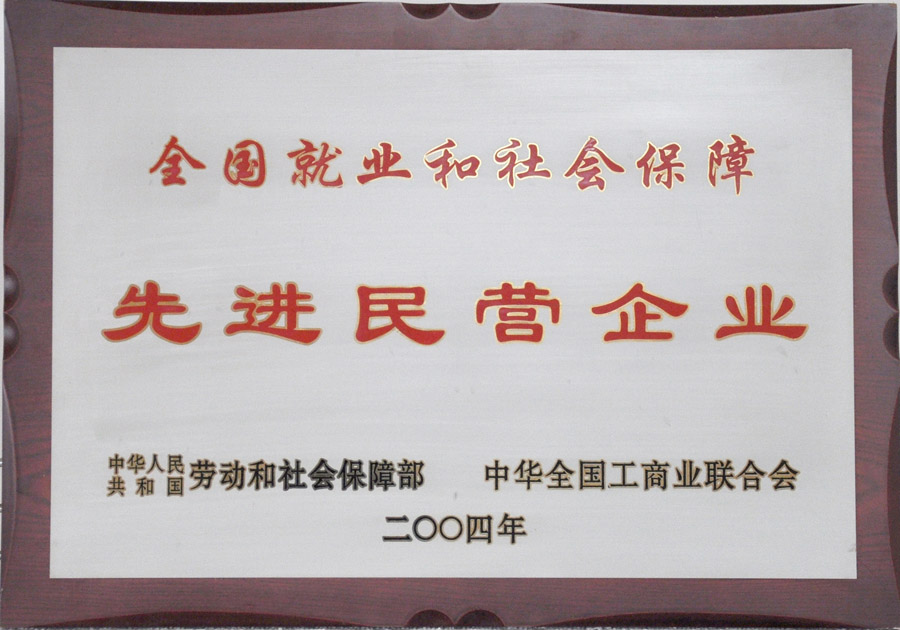 全国就业和社会保障
先进民营企业
中华人民共和国劳动和社会保障部 中华全国工商业联合会
二〇〇四年